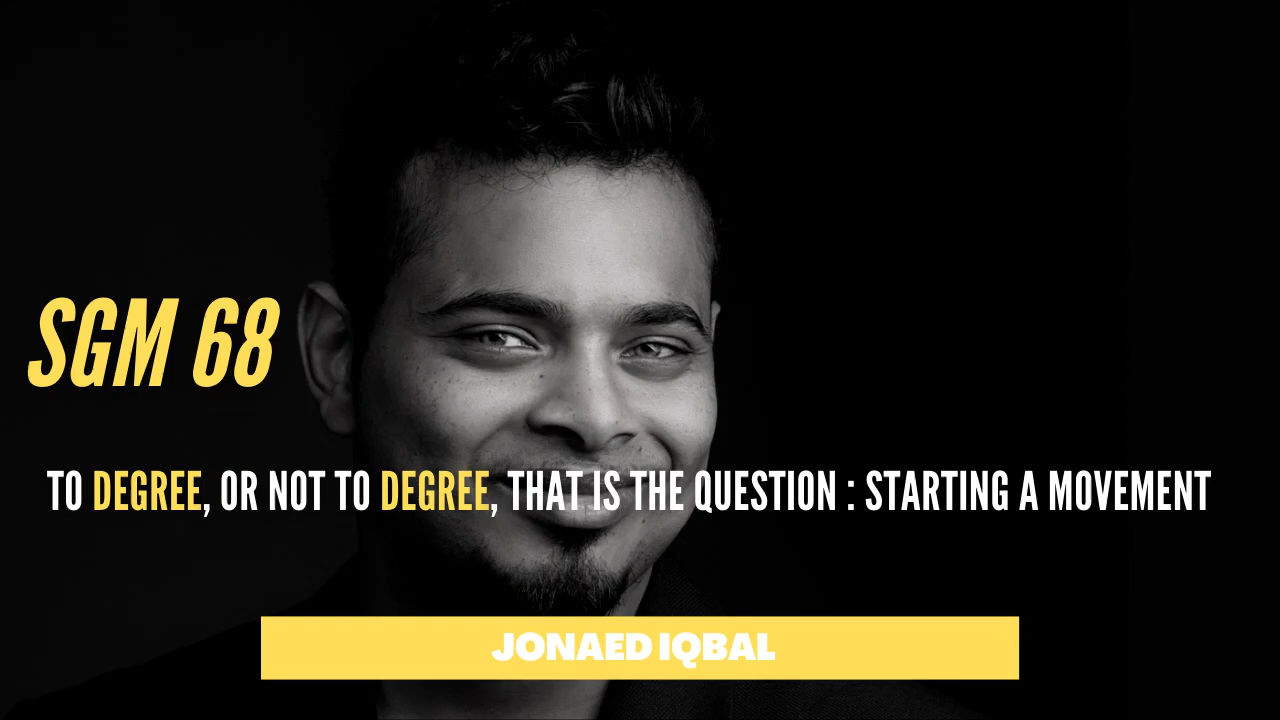 SGM 68
TO DEGREE, OR NOT TO DEGREE, THAT IS THE QUESTION : STARTING A MOVEMENT
JONAED IQBAL